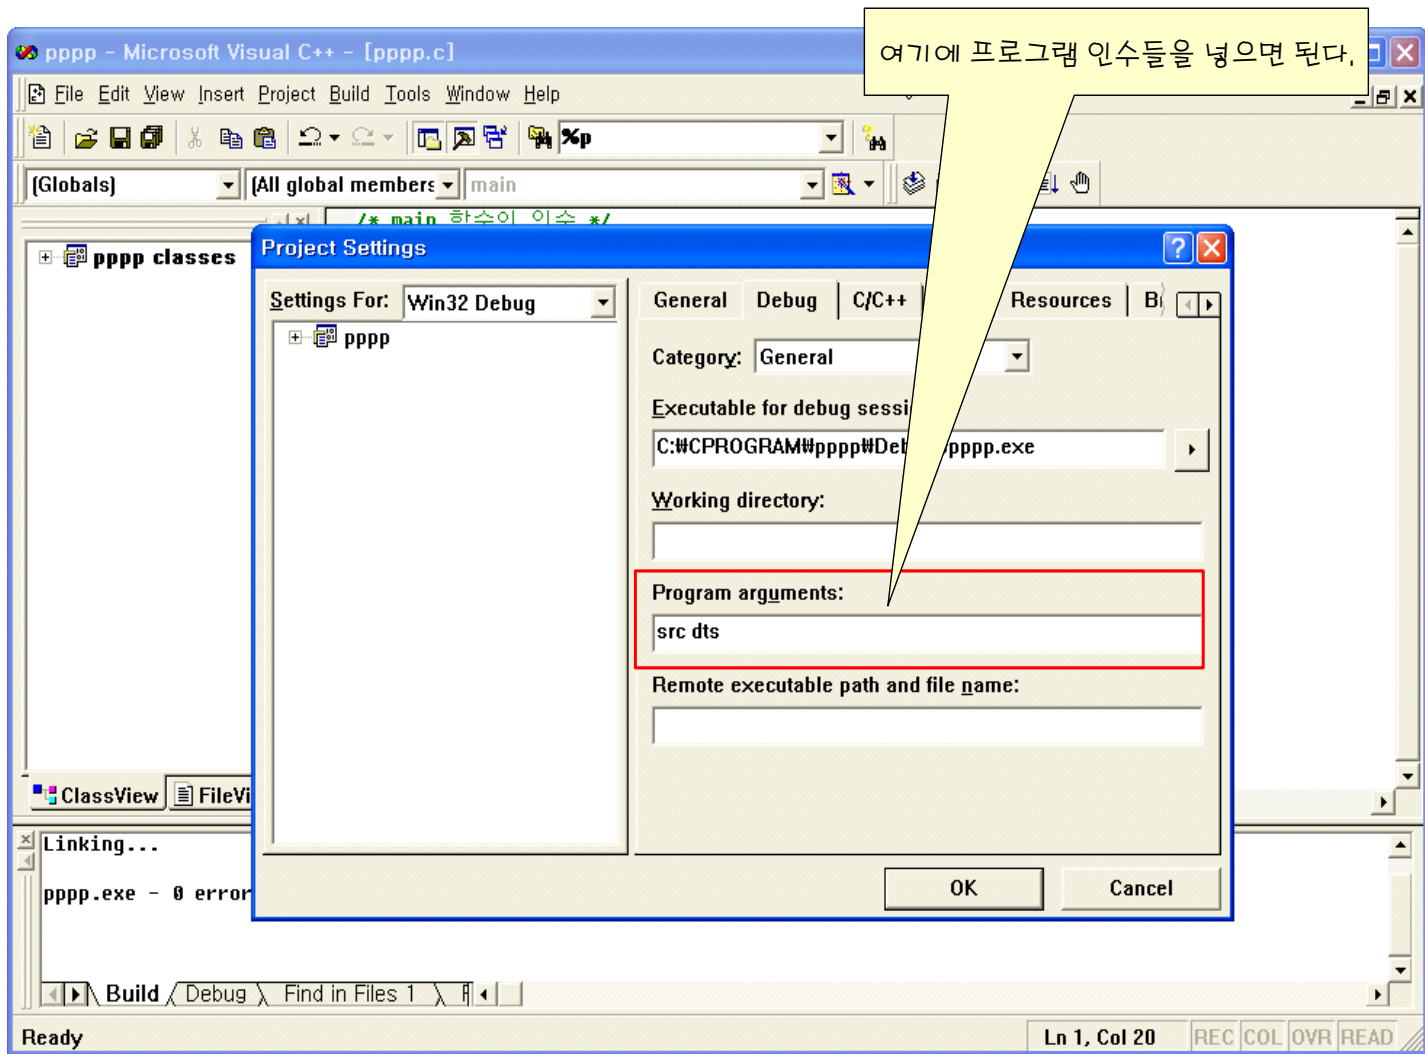 여기에 프로그램 인수들을 넣으면 된다.
pppp - Microsoft Visual C++ - [pppp.c]
File Edit View Insert Project Build Tools Window Help
%p
(Globals) (All global members main
/* main 함수의 인수 */
pppp classes
Project Settings
Settings For: Win32 Debug
pppp
General Debug C/C++ Resources
Category: General
Executable for debug
C:₩CPROGRAM₩pppp₩ pppp.exe
Working directory:
Program arguments:
src dts
Remote executable path and file name:
OK Cancel
ClassView
Linking...
pppp.exe - 0 error
Build Debug Find in Files 1
Ready Ln 1, Col 20 REC COL OVR READ